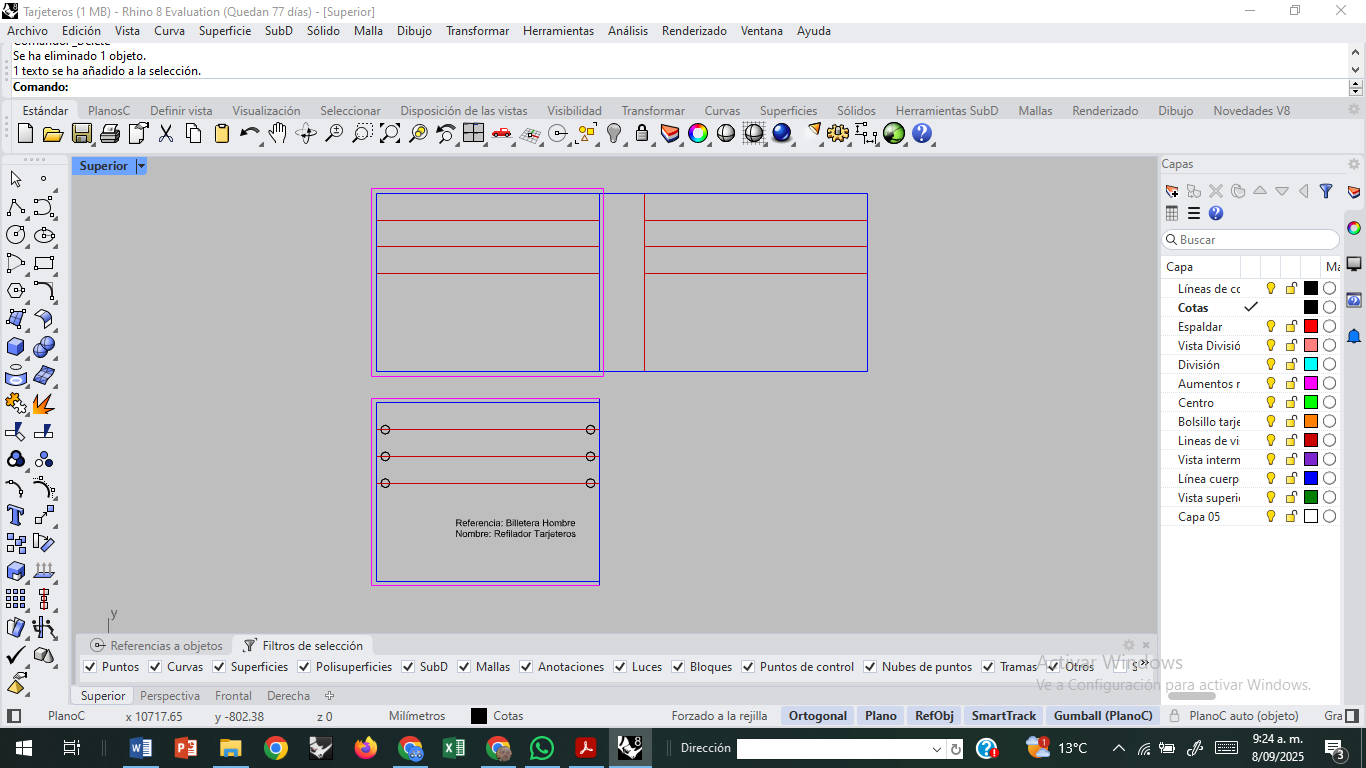 Tarjeteros (1 MB) - Rhino 8 Evaluation (Quedan 77 días) - [Superior]
Archivo Edición Vista Curva Superficie SubD Sólido Malla Dibujo Transformar Herramientas Análisis Renderizado Ventana Ayuda
Comando: _Delete
Se ha eliminado 1 objeto.
1 texto se ha añadido a la selección.
Comando:
Estándar PlanosC Definir vista Visualización Seleccionar Disposición de las vistas Visibilidad Transformar Curvas Superficies Sólidos Herramientas SubD Mallas Renderizado Dibujo Novedades V8
Superior
Capas
Buscar
Capa Ma
Líneas de co
Cotas
Espaldar
Vista Divisió
División
Aumentos r
Centro
Bolsillo tarje
Lineas de vi
Vista interm
Línea cuerp
Vista superi
Capa 05
Referencia: Billetera Hombre
Nombre: Refilador Tarjeteros
y
Referencias a objetos Filtros de selección
Puntos Curvas Superficies Polisuperficies SubD Mallas Anotaciones Luces Bloques Puntos de control Nubes de puntos Tramas Otros S »
Activar Windows
Ve a Configuración para activar Windows.
Superior Perspectiva Frontal Derecha
PlanoC x 10717.65 y -802.38 z 0 Milímetros Cotas Forzado a la rejilla Ortogonal Plano RefObj SmartTrack Gumball (PlanoC) PlanoC auto (objeto) Gra
Dirección 13°C 9:24 a. m.
8/09/2025
3